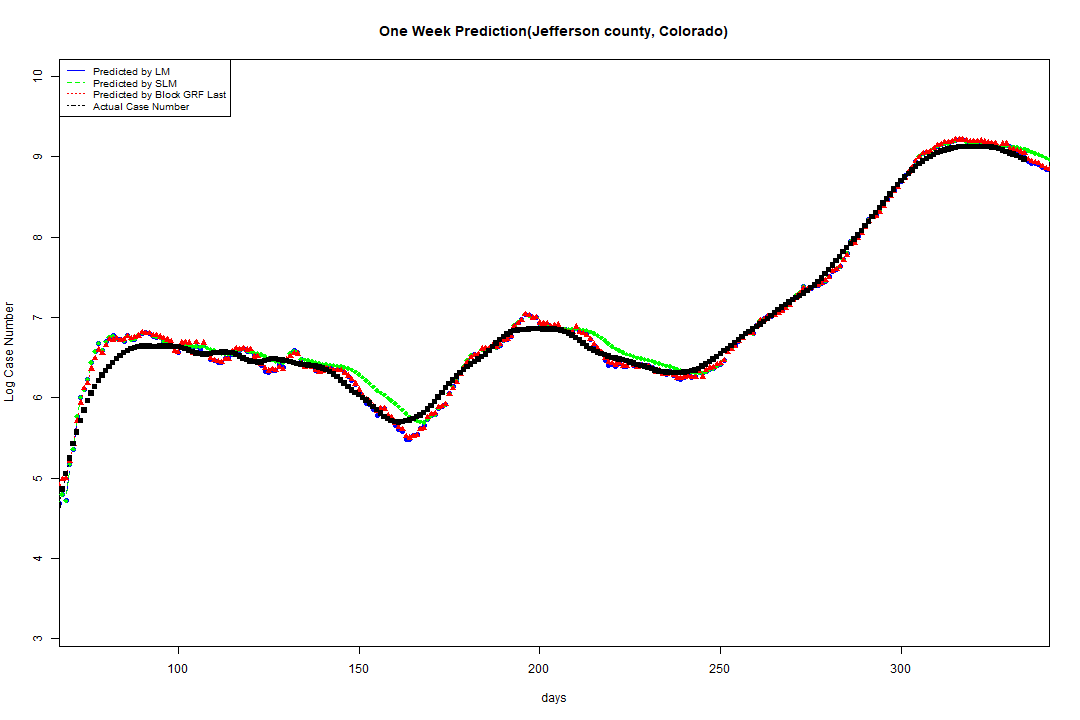 One Week Prediction(Jefferson county, Colorado)
Predicted by LM
Predicted by SLM
Predicted by Block GRF Last
Actual Case Number
Log Case Number
10
9
8
7
6
5
4
3
100 150 200 250 300
days